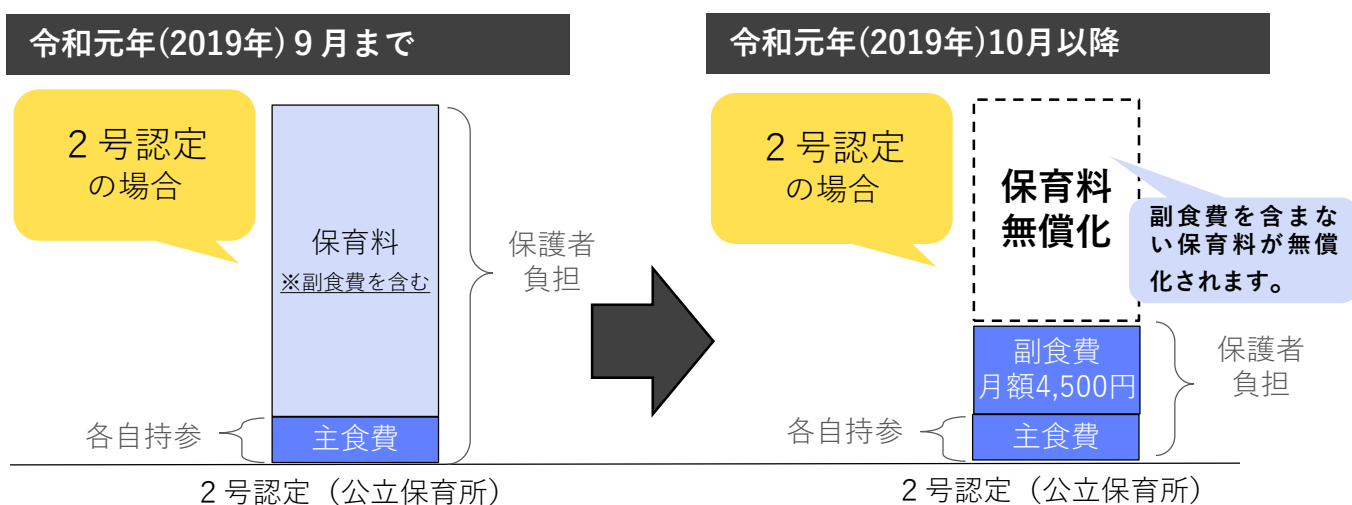 令和元年(2019年)９月まで
２号認定
の場合
保育料
※副食費を含む
保護者
負担
各自持参
主食費
２号認定（公立保育所）
令和元年(2019年)10月以降
２号認定
の場合
保育料
無償化
副食費を含まな
い保育料が無償
化されます。
副食費
月額4,500円
保護者
負担
各自持参
主食費
２号認定（公立保育所）